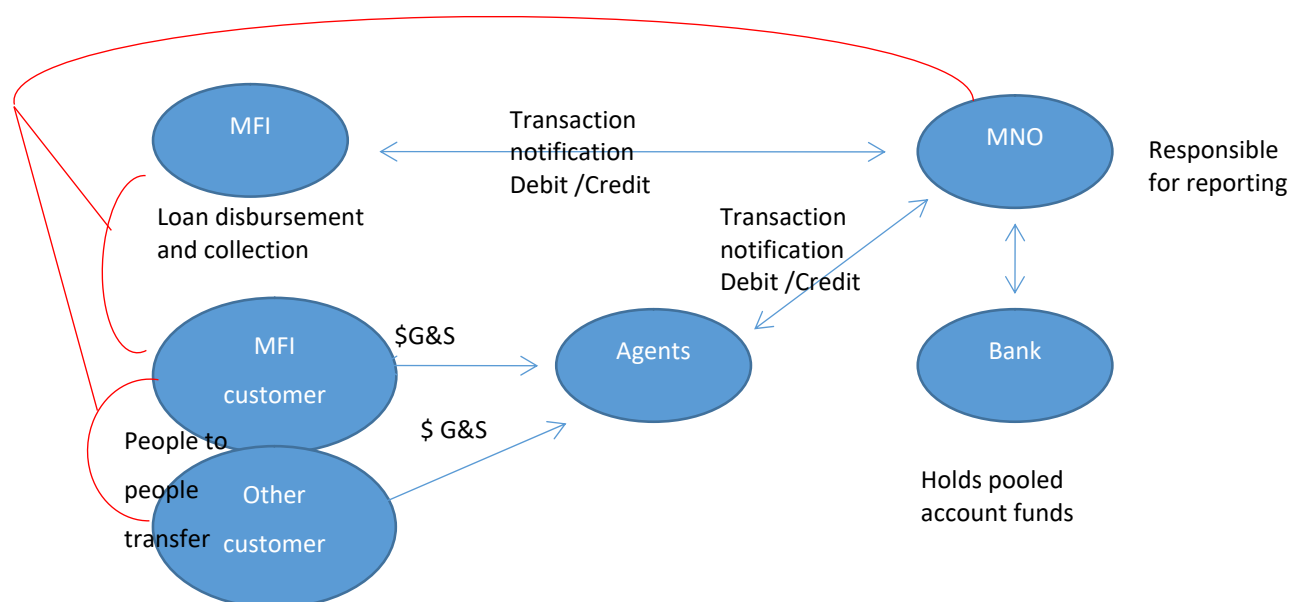 MFI
Transaction
notification
Debit /Credit
MNO
Responsible
for reporting
Loan disbursement
and collection
Transaction
notification
Debit /Credit
MFI
customer
$G&S
Agents
Bank
People to
people
transfer
$ G&S
Other
customer
Holds pooled
account funds